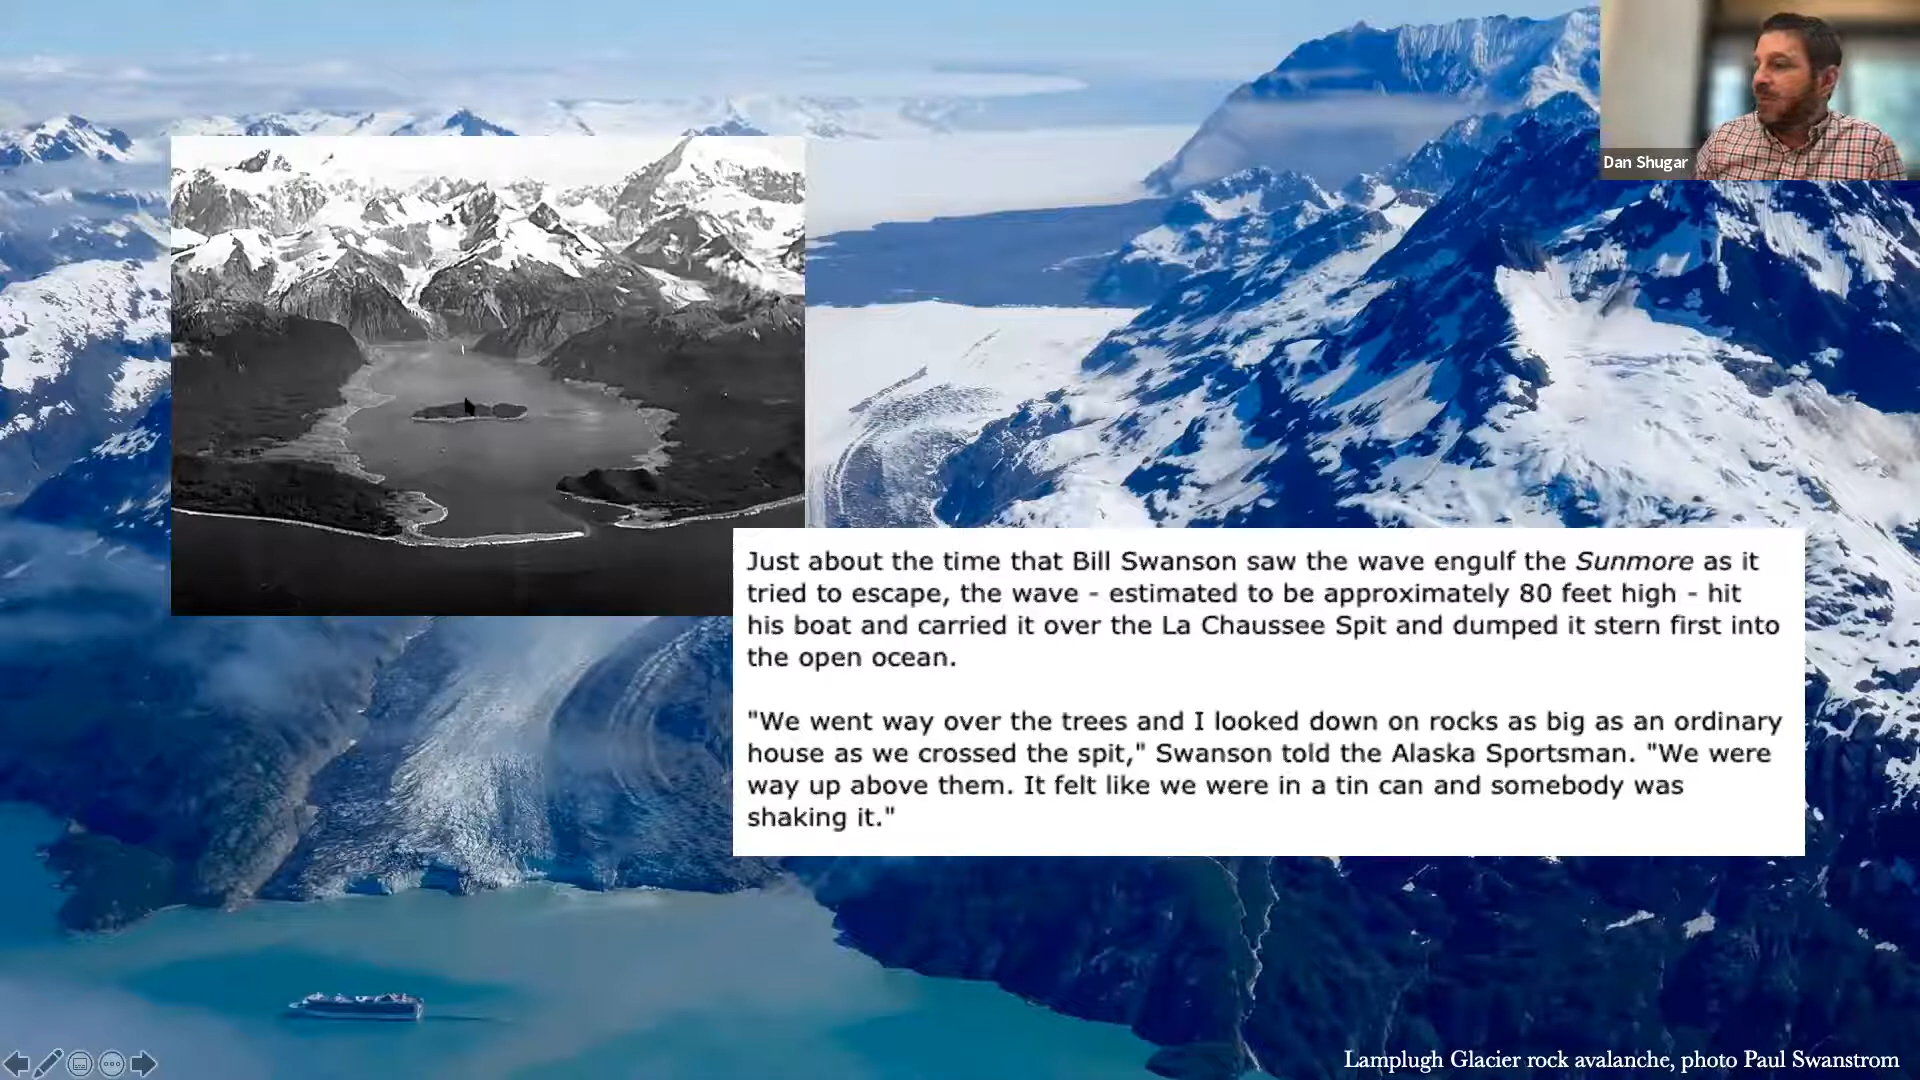 Dan Shugar
Just about the time that Bill Swanson saw the wave engulf the Sunmore as it
tried to escape, the wave - estimated to be approximately 80 feet high - hit
his boat and carried it over the La Chaussee Spit and dumped it stern first into
the open ocean.
"We went way over the trees and I looked down on rocks as big as an ordinary
house as we crossed the spit," Swanson told the Alaska Sportsman. "We were
way up above them. It felt like we were in a tin can and somebody was
shaking it."
Lamplugh Glacier rock avalanche, photo Paul Swanstrom